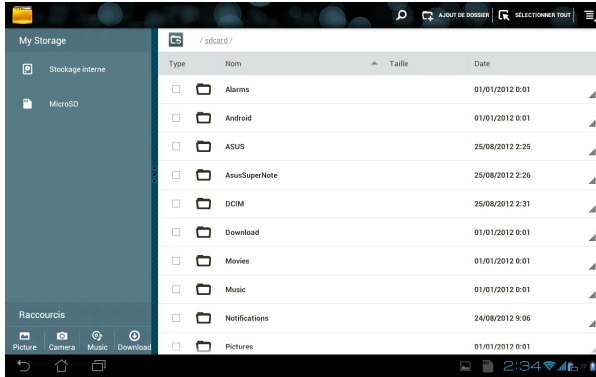 AJOUT DE DOSSIER SÉLECTIONNER TOUT
My Storage
Stockage interne
MicroSD
/ sdcard /
Type Nom Taille Date
Alarms 01/01/2012 0:01
Android 01/01/2012 0:01
ASUS 25/08/2012 2:25
AsusSuperNote 25/08/2012 2:26
DCIM 25/08/2012 2:31
Download 01/01/2012 0:01
Movies 01/01/2012 0:01
Music 01/01/2012 0:01
Notifications 24/08/2012 9:06
Pictures 01/01/2012 0:01
Raccourcis
Picture Camera Music Download
2:34